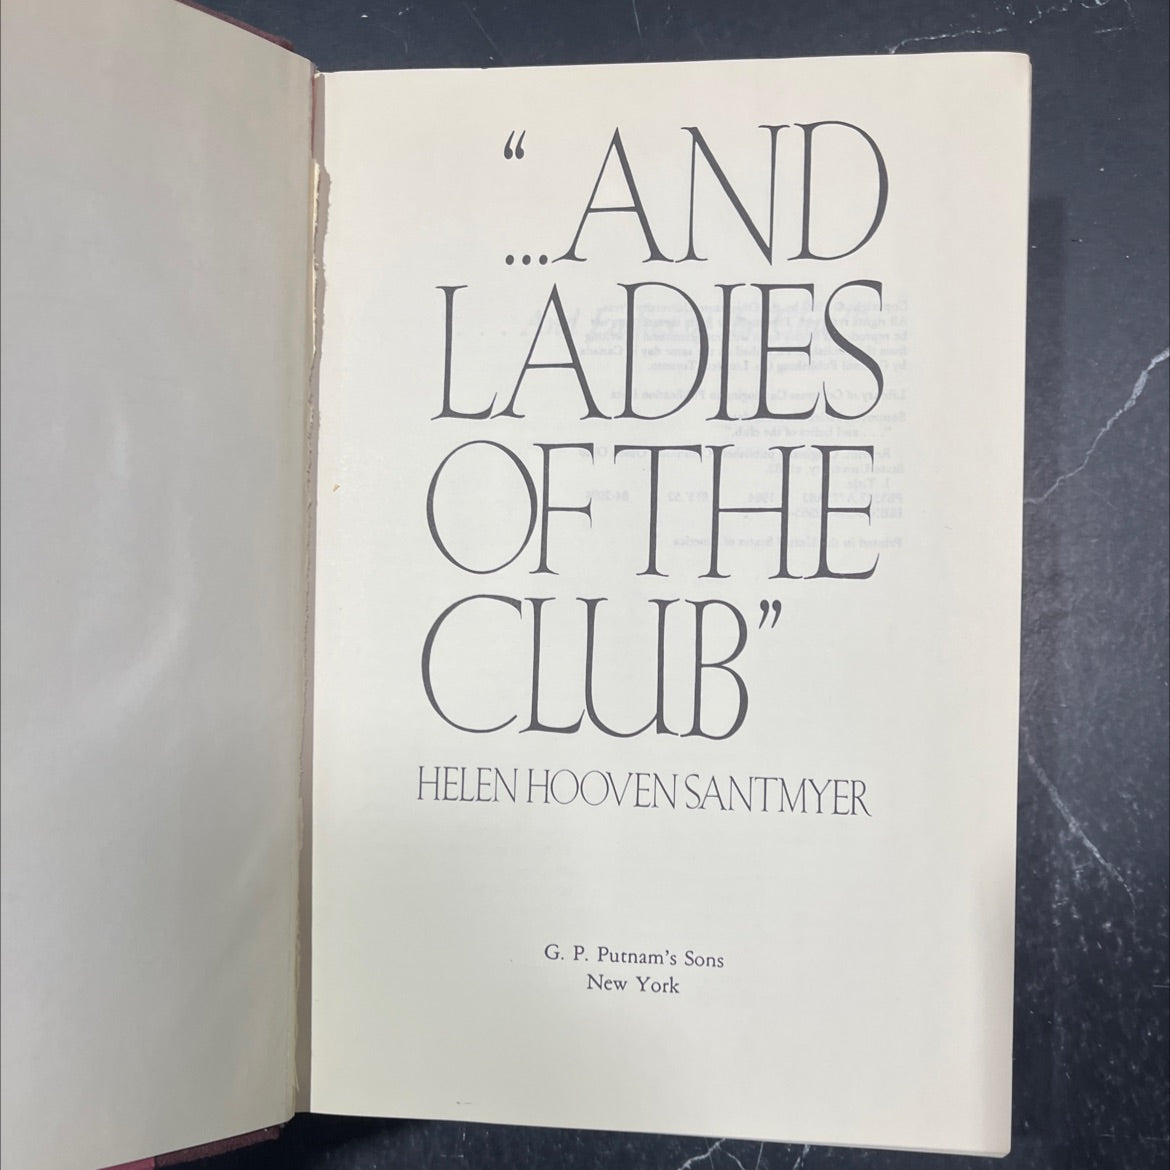 “
...AND
LADIES
OF THE
CLUB”
HELEN HOOVEN SANTMYER
G. P. Putnam's Sons
New York